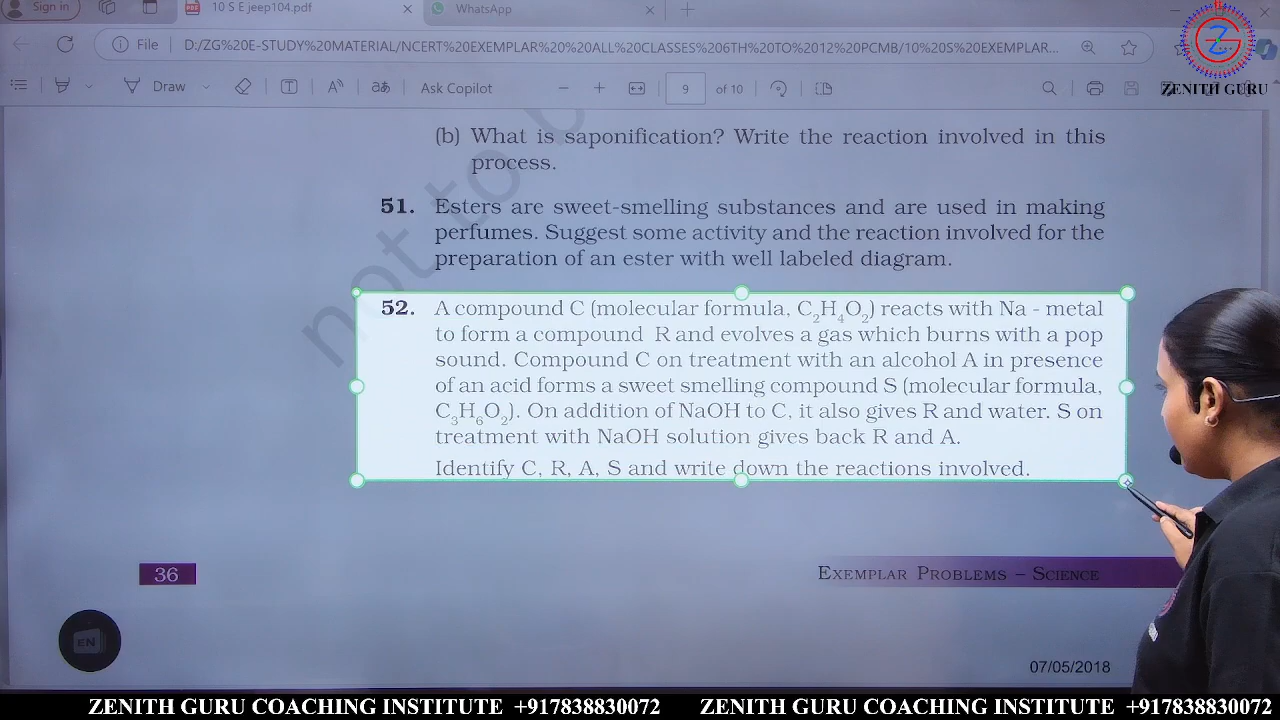 Sign in
10 S E jeep104.pdf
WhatsApp
File
D:/ZG%20E-STUDY%20MATERIAL/NCERT%20EXEMPLAR%20%20ALL%20CLASSES%206TH%20TO%2012%20PCMB/10%20S%20EXEMPLAR...
Draw
Ask Copilot
9 of 10
ZENITH GURU
(b) What is saponification? Write the reaction involved in this
process.
51. Esters are sweet-smelling substances and are used in making
perfumes. Suggest some activity and the reaction involved for the
preparation of an ester with well labeled diagram.
not to b
52. A compound C (molecular formula, C₂H₄O₂) reacts with Na - metal
to form a compound R and evolves a gas which burns with a pop
sound. Compound C on treatment with an alcohol A in presence
of an acid forms a sweet smelling compound S (molecular formula,
C₃H₆O₂). On addition of NaOH to C, it also gives R and water. S on
treatment with NaOH solution gives back R and A.
Identify C, R, A, S and write down the reactions involved.
36
EXEMPLAR PROBLEMS – SCIENCE
EN
07/05/2018
ZENITH GURU COACHING INSTITUTE +917838830072 ZENITH GURU COACHING INSTITUTE +917838830072